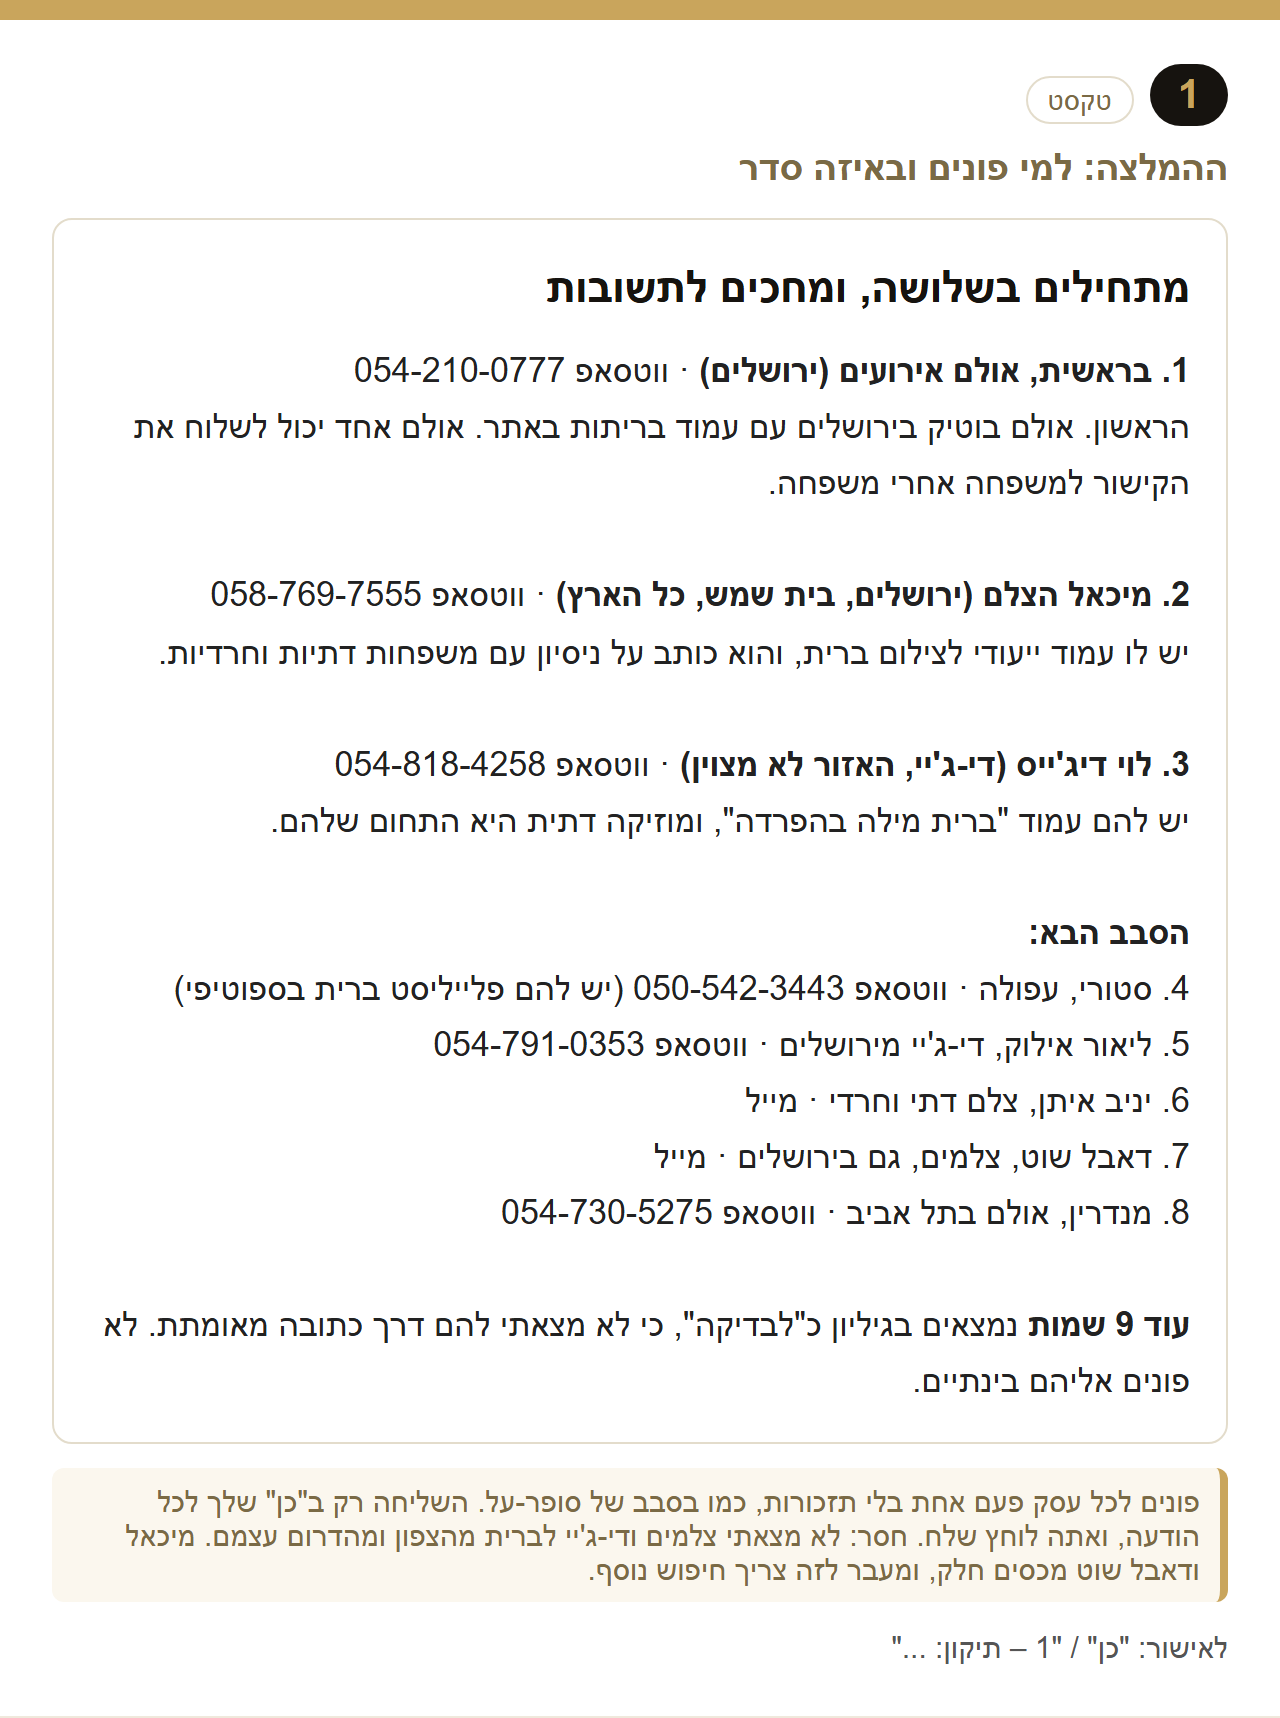 1
טקסט
ההמלצה: למי פונים ובאיזה סדר
מתחילים בשלושה, ומחכים לתשובות
1. בראשית, אולם אירועים (ירושלים) · ווטסאפ 054-210-0777
הראשון. אולם בוטיק בירושלים עם עמוד בריתות באתר. אולם אחד יכול לשלוח את
הקישור למשפחה אחרי משפחה.
2. מיכאל הצלם (ירושלים, בית שמש, כל הארץ) · ווטסאפ 058-769-7555
יש לו עמוד ייעודי לצילום ברית, והוא כותב על ניסיון עם משפחות דתיות וחרדיות.
3. לוי דיג'ייס (די-ג'יי, האזור לא מצוין) · ווטסאפ 054-818-4258
יש להם עמוד "ברית מילה בהפרדה", ומוזיקה דתית היא התחום שלהם.
הסבב הבא:
4. סטורי, עפולה · ווטסאפ 050-542-3443 (יש להם פלייליסט ברית בספוטיפי)
5. ליאור אילוק, די-ג'יי מירושלים · ווטסאפ 054-791-0353
6. יניב איתן, צלם דתי וחרדי · מייל
7. דאבל שוט, צלמים, גם בירושלים · מייל
8. מנדרין, אולם בתל אביב · ווטסאפ 054-730-5275
עוד 9 שמות נמצאים בגיליון כ"לבדיקה", כי לא מצאתי להם דרך כתובה מאומתת. לא
פונים אליהם בינתיים.
פונים לכל עסק פעם אחת בלי תזכורות, כמו בסבב של סופר-על. השליחה רק ב"כן" שלך לכל
הודעה, ואתה לוחץ שלח. חסר: לא מצאתי צלמים ודי-ג'יי לברית מהצפון ומהדרום עצמם. מיכאל
ודאבל שוט מכסים חלק, ומעבר לזה צריך חיפוש נוסף.
לאישור: "כן" / "1 – תיקון: ..."